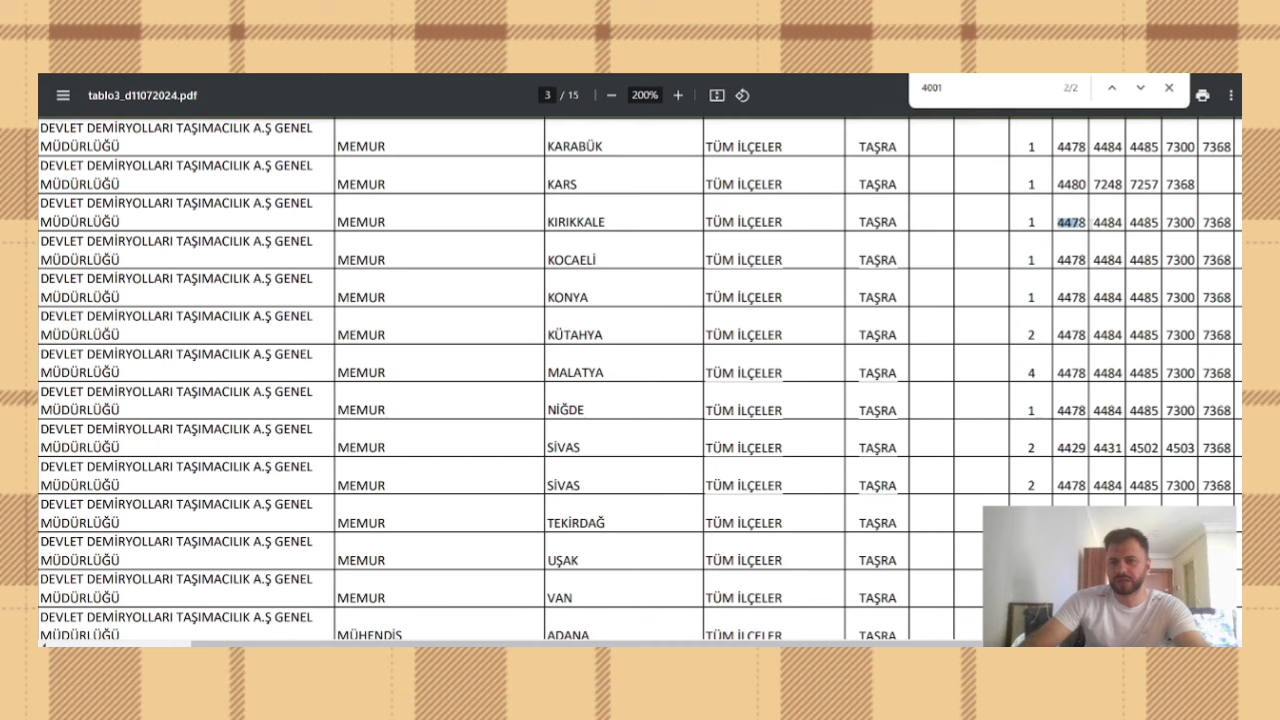 tablo3_d11072024.pdf 3 / 15 200% 4001 2/2
DEVLET DEMİRYOLLARI TAŞIMACILIK A.Ş GENEL
MÜDÜRLÜĞÜ MEMUR KARABÜK TÜM İLÇELER TAŞRA 1 4478 4484 4485 7300 7368
DEVLET DEMİRYOLLARI TAŞIMACILIK A.Ş GENEL
MÜDÜRLÜĞÜ MEMUR KARS TÜM İLÇELER TAŞRA 1 4480 7248 7257 7368
DEVLET DEMİRYOLLARI TAŞIMACILIK A.Ş GENEL
MÜDÜRLÜĞÜ MEMUR KIRIKKALE TÜM İLÇELER TAŞRA 1 4478 4484 4485 7300 7368
DEVLET DEMİRYOLLARI TAŞIMACILIK A.Ş GENEL
MÜDÜRLÜĞÜ MEMUR KOCAELİ TÜM İLÇELER TAŞRA 1 4478 4484 4485 7300 7368
DEVLET DEMİRYOLLARI TAŞIMACILIK A.Ş GENEL
MÜDÜRLÜĞÜ MEMUR KONYA TÜM İLÇELER TAŞRA 1 4478 4484 4485 7300 7368
DEVLET DEMİRYOLLARI TAŞIMACILIK A.Ş GENEL
MÜDÜRLÜĞÜ MEMUR KÜTAHYA TÜM İLÇELER TAŞRA 2 4478 4484 4485 7300 7368
DEVLET DEMİRYOLLARI TAŞIMACILIK A.Ş GENEL
MÜDÜRLÜĞÜ MEMUR MALATYA TÜM İLÇELER TAŞRA 4 4478 4484 4485 7300 7368
DEVLET DEMİRYOLLARI TAŞIMACILIK A.Ş GENEL
MÜDÜRLÜĞÜ MEMUR NİĞDE TÜM İLÇELER TAŞRA 1 4478 4484 4485 7300 7368
DEVLET DEMİRYOLLARI TAŞIMACILIK A.Ş GENEL
MÜDÜRLÜĞÜ MEMUR SİVAS TÜM İLÇELER TAŞRA 2 4429 4431 4502 4503 7368
DEVLET DEMİRYOLLARI TAŞIMACILIK A.Ş GENEL
MÜDÜRLÜĞÜ MEMUR SİVAS TÜM İLÇELER TAŞRA 2 4478 4484 4485 7300 7368
DEVLET DEMİRYOLLARI TAŞIMACILIK A.Ş GENEL
MÜDÜRLÜĞÜ MEMUR TEKİRDAĞ TÜM İLÇELER TAŞRA
DEVLET DEMİRYOLLARI TAŞIMACILIK A.Ş GENEL
MÜDÜRLÜĞÜ MEMUR UŞAK TÜM İLÇELER TAŞRA
DEVLET DEMİRYOLLARI TAŞIMACILIK A.Ş GENEL
MÜDÜRLÜĞÜ MEMUR VAN TÜM İLÇELER TAŞRA
DEVLET DEMİRYOLLARI TAŞIMACILIK A.Ş GENEL
MÜDÜRLÜĞÜ MÜHENDİS ADANA TÜM İLÇELER TAŞRA